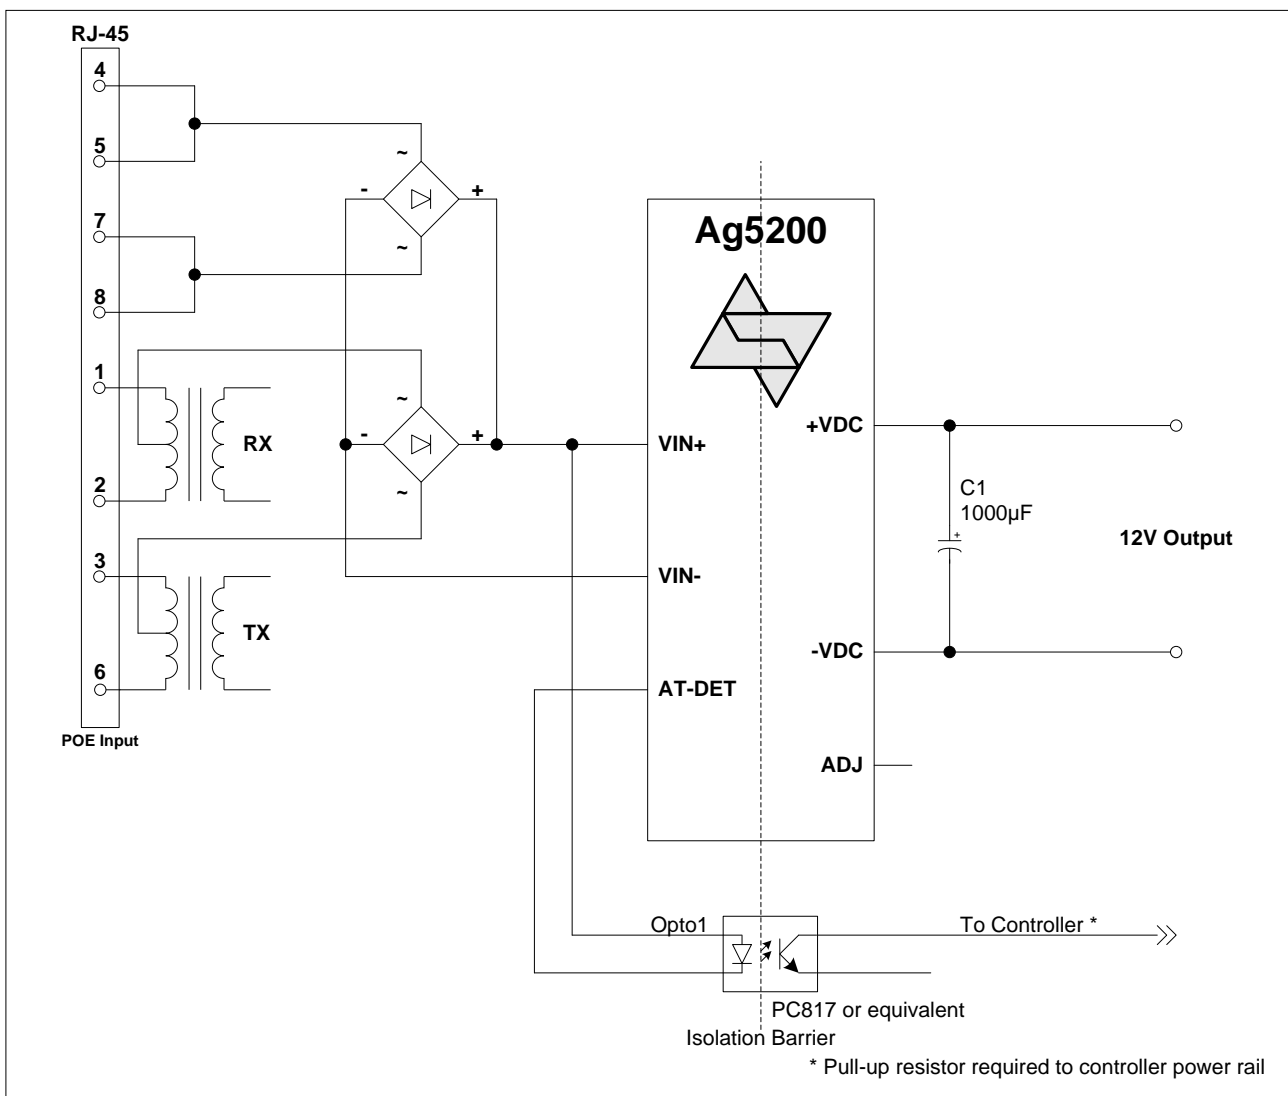 RJ-45
4
5
7
8
1
2
3
6
POE Input
~
-
+
~
~
-
+
~
RX
TX
Ag5200
VIN+
VIN-
AT-DET
+VDC
-VDC
ADJ
C1
1000µF
+
12V Output
Opto1
To Controller *
PC817 or equivalent
Isolation Barrier
* Pull-up resistor required to controller power rail